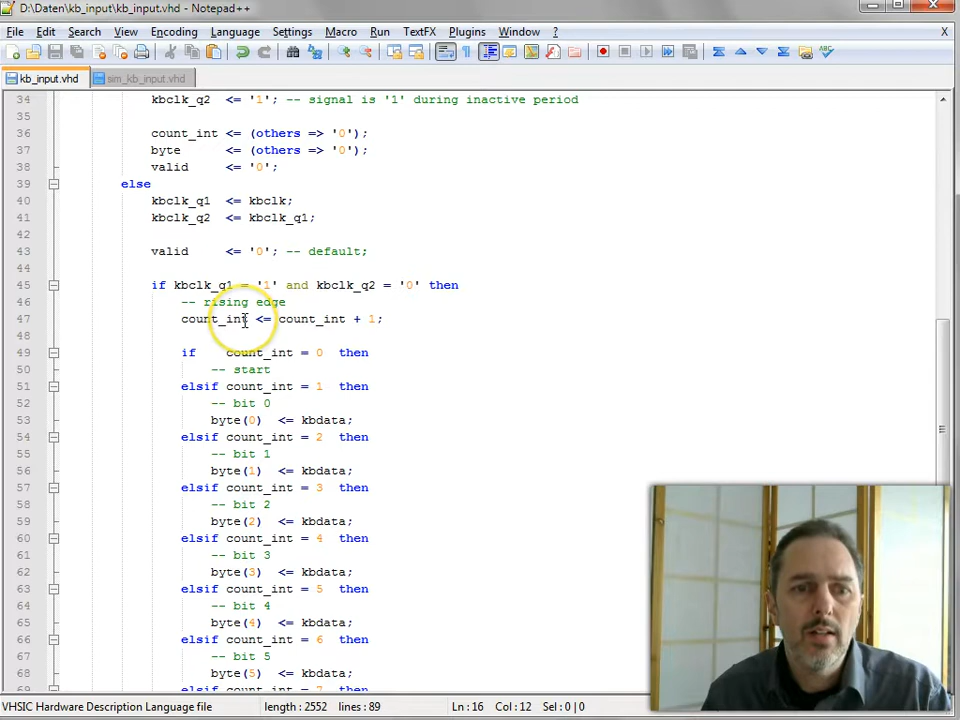 D:\Daten\kb_input\kb_input.vhd - Notepad++
File Edit Search View Encoding Language Settings Macro Run TextFX Plugins Window ? X
kb_input.vhd sim_kb_input.vhd
34 kbclk_q2 <= '1'; -- signal is '1' during inactive period
35
36 count_int <= (others => '0');
37 byte <= (others => '0');
38 valid <= '0';
39 else
40 kbclk_q1 <= kbclk;
41 kbclk_q2 <= kbclk_q1;
42
43 valid <= '0'; -- default;
44
45 if kbclk_q1 = '1' and kbclk_q2 = '0' then
46 -- rising edge
47 count_int <= count_int + 1;
48
49 if count_int = 0 then
50 -- start
51 elsif count_int = 1 then
52 -- bit 0
53 byte(0) <= kbdata;
54 elsif count_int = 2 then
55 -- bit 1
56 byte(1) <= kbdata;
57 elsif count_int = 3 then
58 -- bit 2
59 byte(2) <= kbdata;
60 elsif count_int = 4 then
61 -- bit 3
62 byte(3) <= kbdata;
63 elsif count_int = 5 then
64 -- bit 4
65 byte(4) <= kbdata;
66 elsif count_int = 6 then
67 -- bit 5
68 byte(5) <= kbdata;
69 elsif count_int = 7 then
VHSIC Hardware Description Language file length : 2552 lines : 89 Ln : 16 Col : 12 Sel : 0 | 0